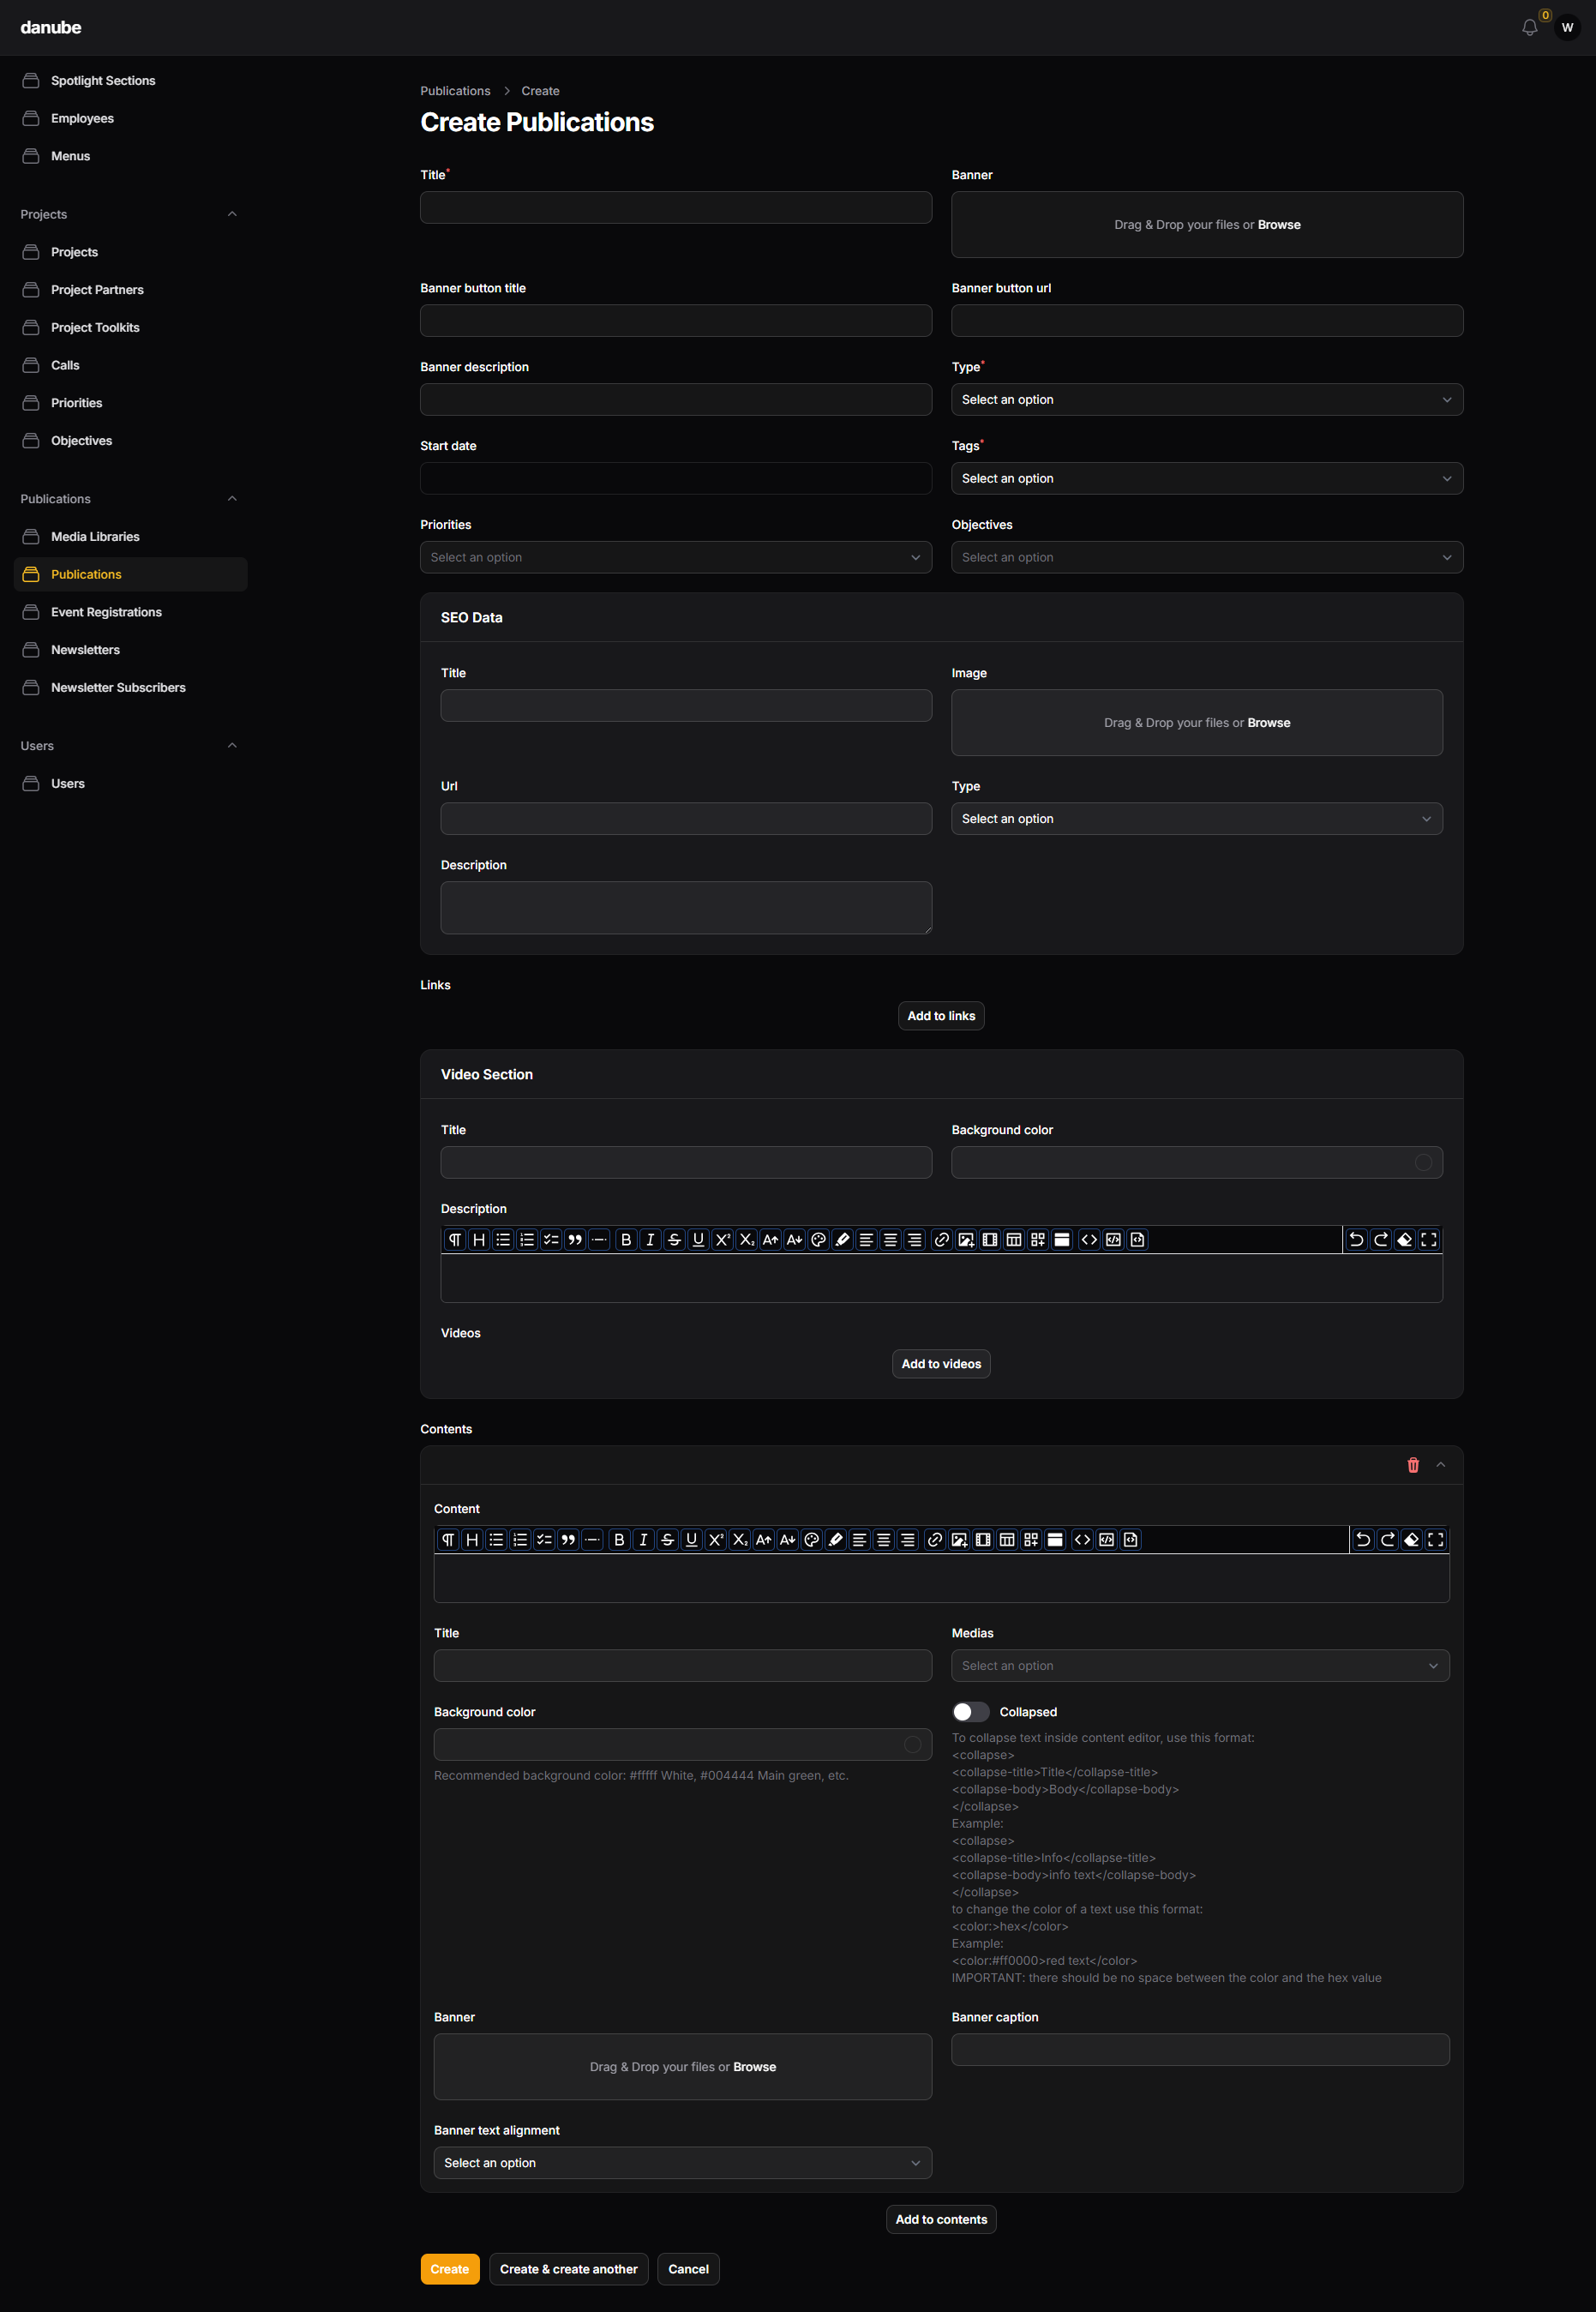 danube
0
W
Spotlight Sections
Employees
Menus
Projects
Projects
Project Partners
Project Toolkits
Calls
Priorities
Objectives
Publications
Media Libraries
Publications
Event Registrations
Newsletters
Newsletter Subscribers
Users
Users
Publications > Create
Create Publications
Title*
Banner
Drag & Drop your files or Browse
Banner button title
Banner button url
Banner description
Type*
Select an option
Start date
Tags*
Select an option
Priorities
Select an option
Objectives
Select an option
SEO Data
Title
Image
Drag & Drop your files or Browse
Url
Type
Select an option
Description
Links
Add to links
Video Section
Title
Background color
Description
Videos
Add to videos
Contents
Content
Title
Medias
Select an option
Background color
Recommended background color: #fffff White, #004444 Main green, etc.
Collapsed
To collapse text inside content editor, use this format:
<collapse>
<collapse-title>Title</collapse-title>
<collapse-body>Body</collapse-body>
</collapse>
Example:
<collapse>
<collapse-title>Info</collapse-title>
<collapse-body>info text</collapse-body>
</collapse>
to change the color of a text use this format:
<color:>hex</color>
Example:
<color:#ff0000>red text</color>
IMPORTANT: there should be no space between the color and the hex value
Banner
Drag & Drop your files or Browse
Banner caption
Banner text alignment
Select an option
Add to contents
Create
Create & create another
Cancel